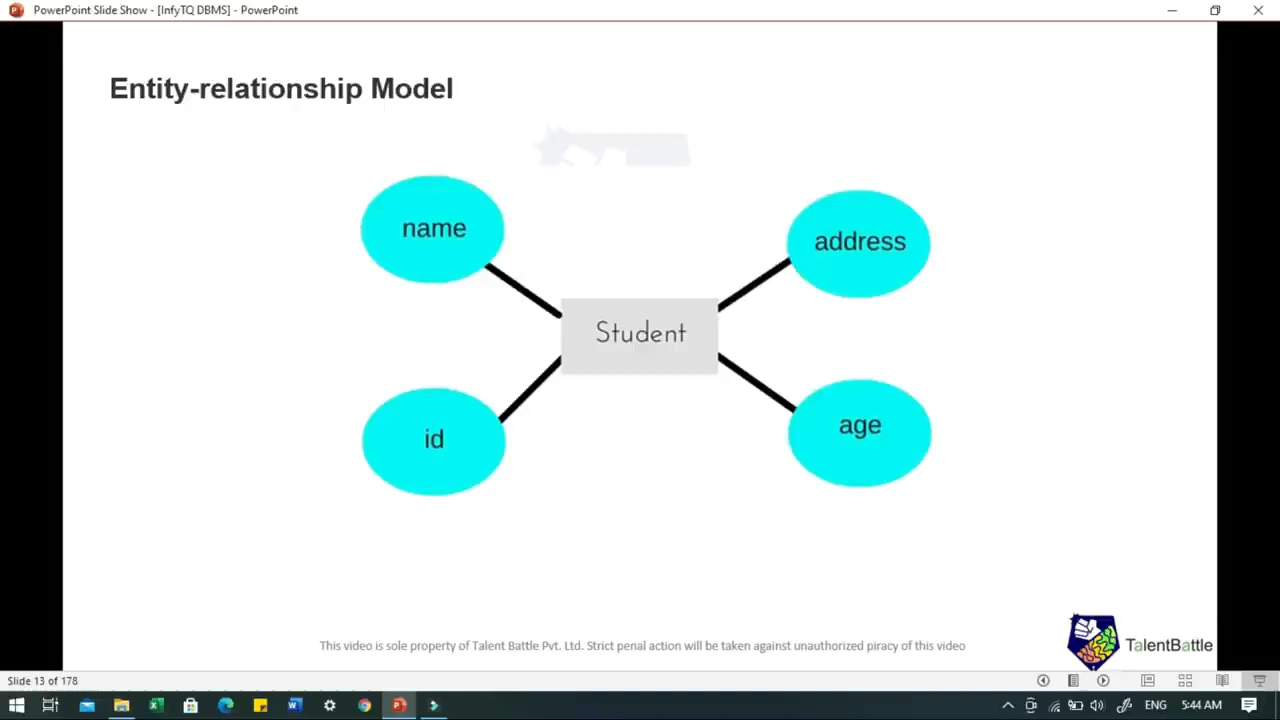 PowerPoint Slide Show - [InfyTQ DBMS] - PowerPoint
Entity-relationship Model
name
address
Student
id
age
This video is sole property of Talent Battle Pvt. Ltd. Strict penal action will be taken against unauthorized piracy of this video
TalentBattle
Slide 13 of 178
ENG
5:44 AM